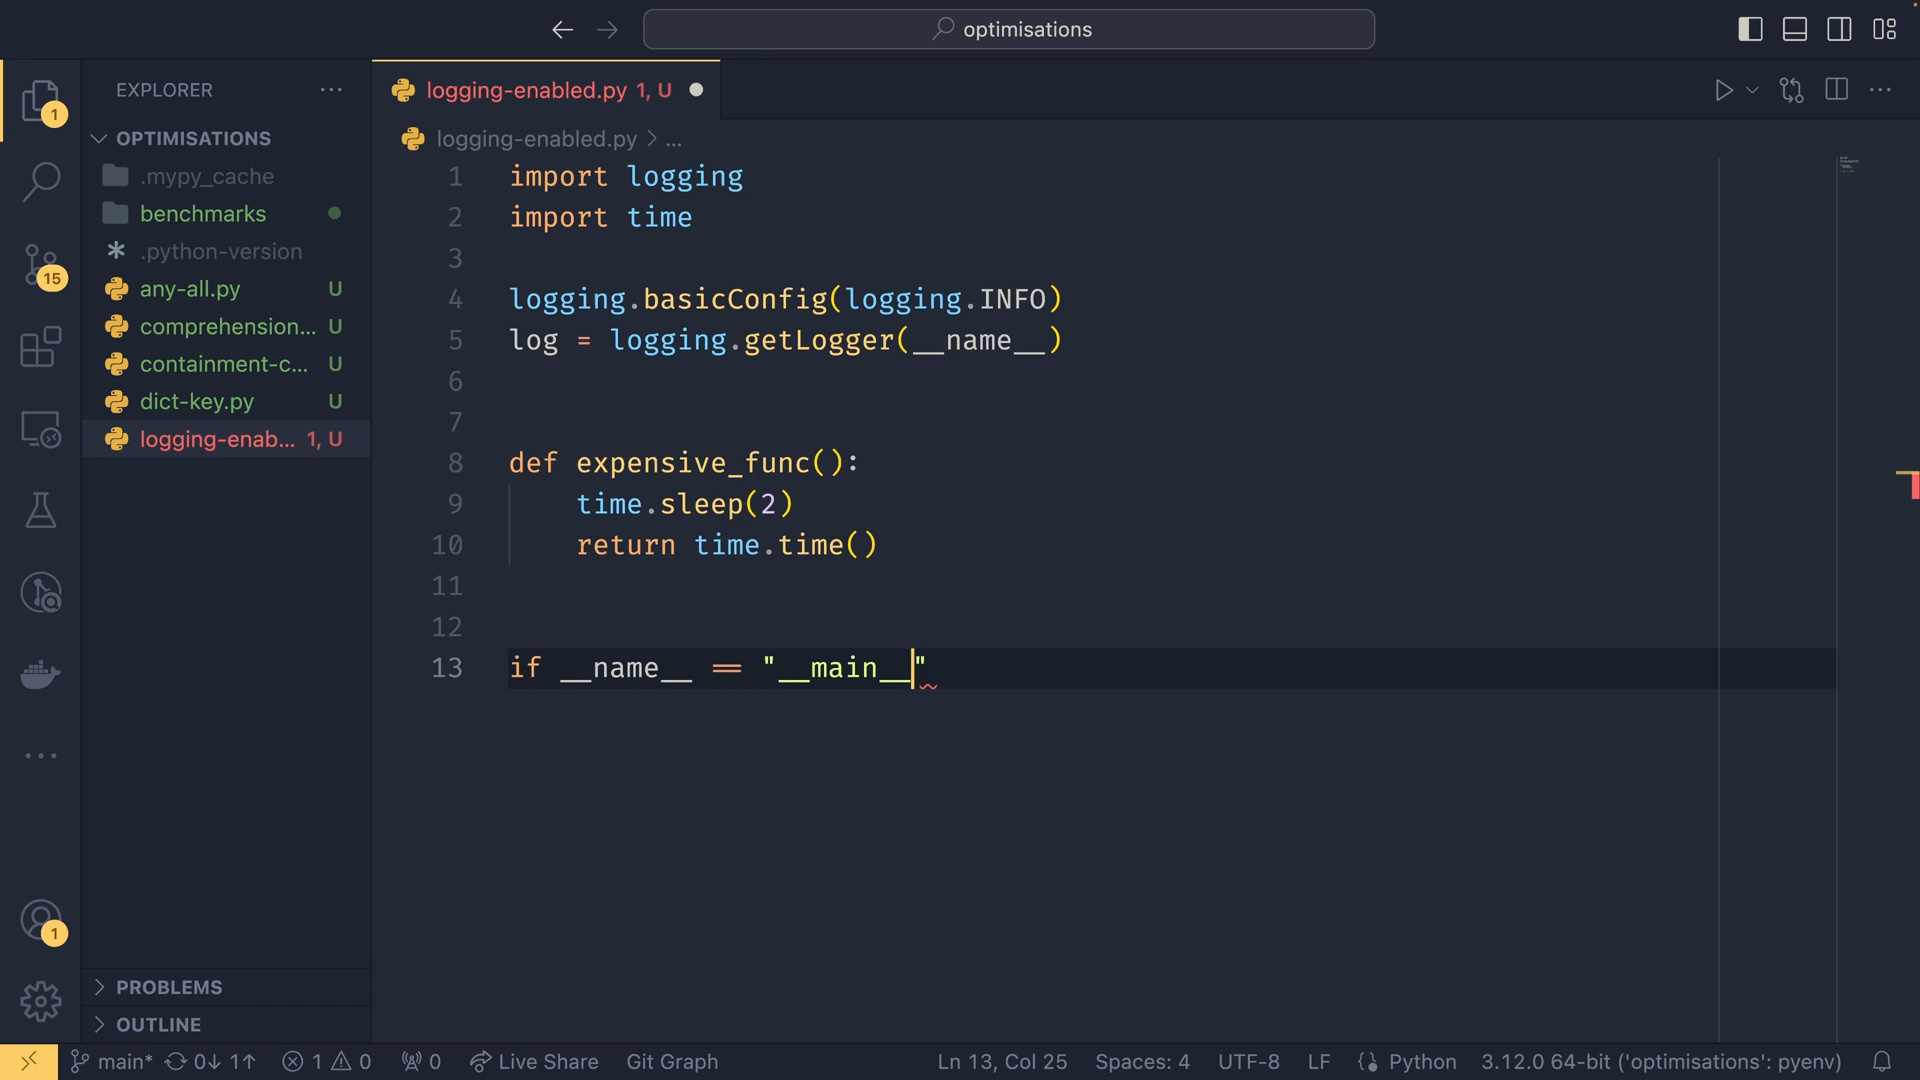 optimisations
EXPLORER
logging-enabled.py 1, U
OPTIMISATIONS
logging-enabled.py > ...
.mypy_cache
benchmarks
.python-version
any-all.py U
comprehension... U
containment-c... U
dict-key.py U
logging-enab... 1, U
1 import logging
2 import time
3
4 logging.basicConfig(logging.INFO)
5 log = logging.getLogger(__name__)
6
7
8 def expensive_func():
9 time.sleep(2)
10 return time.time()
11
12
13 if __name__ == "__main__"
1
15
1
PROBLEMS
OUTLINE
main* 0↓ 1↑ 1 0 0 Live Share Git Graph Ln 13, Col 25 Spaces: 4 UTF-8 LF Python 3.12.0 64-bit ('optimisations': pyenv)